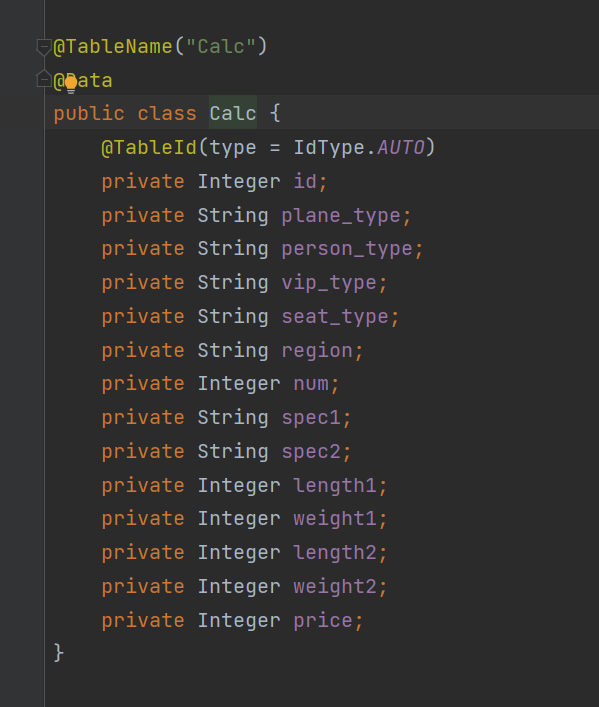 @TableName("Calc")
@Data
public class Calc {
@TableId(type = IdType.AUTO)
private Integer id;
private String plane_type;
private String person_type;
private String vip_type;
private String seat_type;
private String region;
private Integer num;
private String spec1;
private String spec2;
private Integer length1;
private Integer weight1;
private Integer length2;
private Integer weight2;
private Integer price;
}